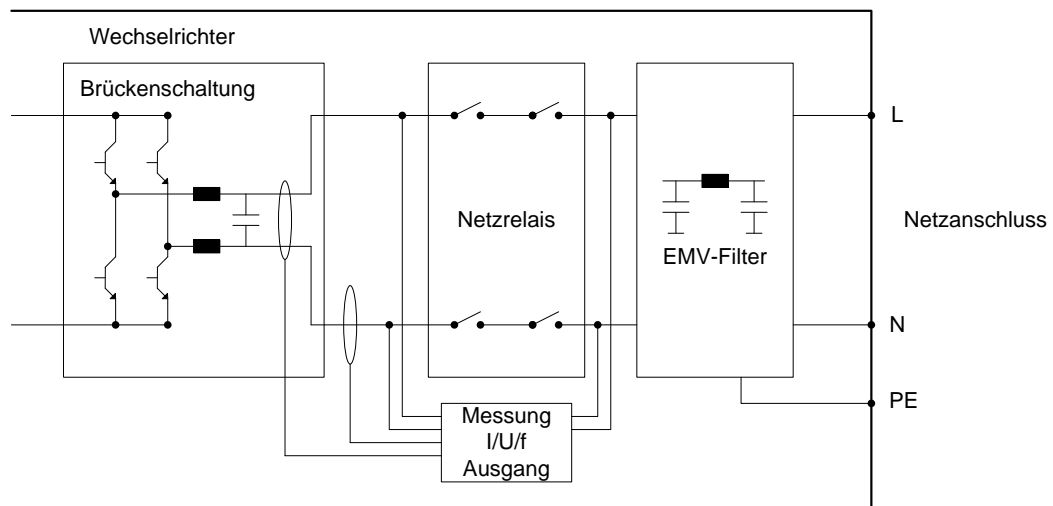 Wechselrichter
Brückenschaltung
L
Netzrelais
Netzanschluss
EMV-Filter
N
PE
Messung
I/U/f
Ausgang